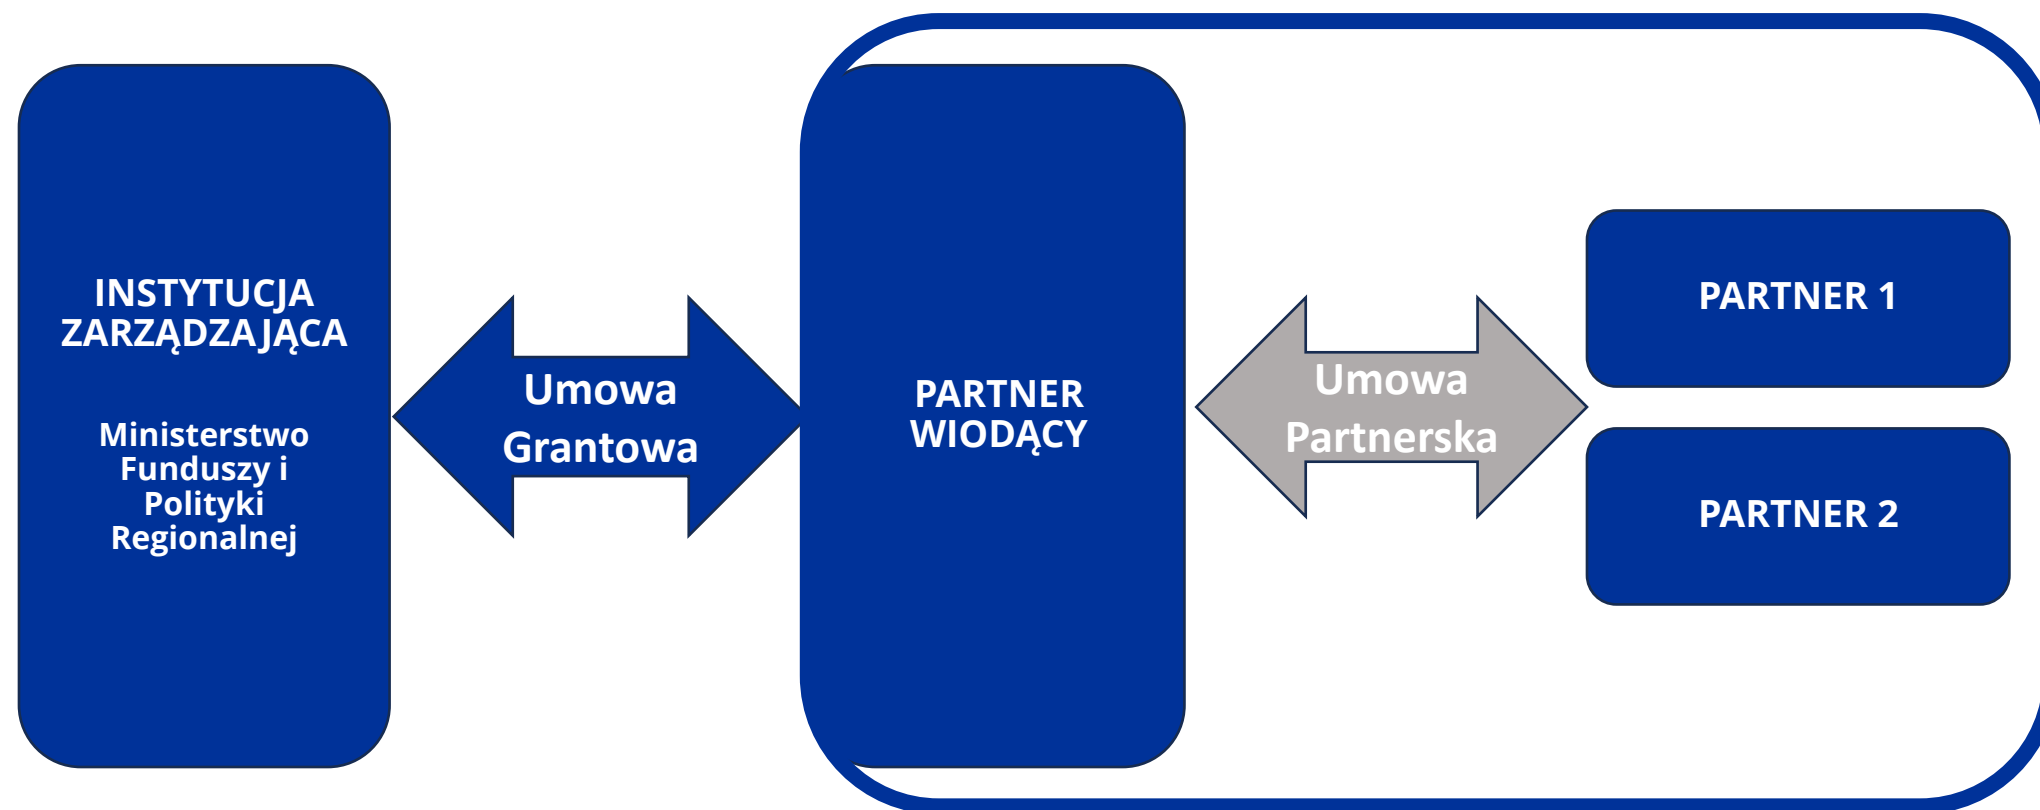 INSTYTUCJA
ZARZĄDZAJĄCA
Ministerstwo
Funduszy i
Polityki
Regionalnej
Umowa
Grantowa
PARTNER
WIODĄCY
Umowa
Partnerska
PARTNER 1
PARTNER 2